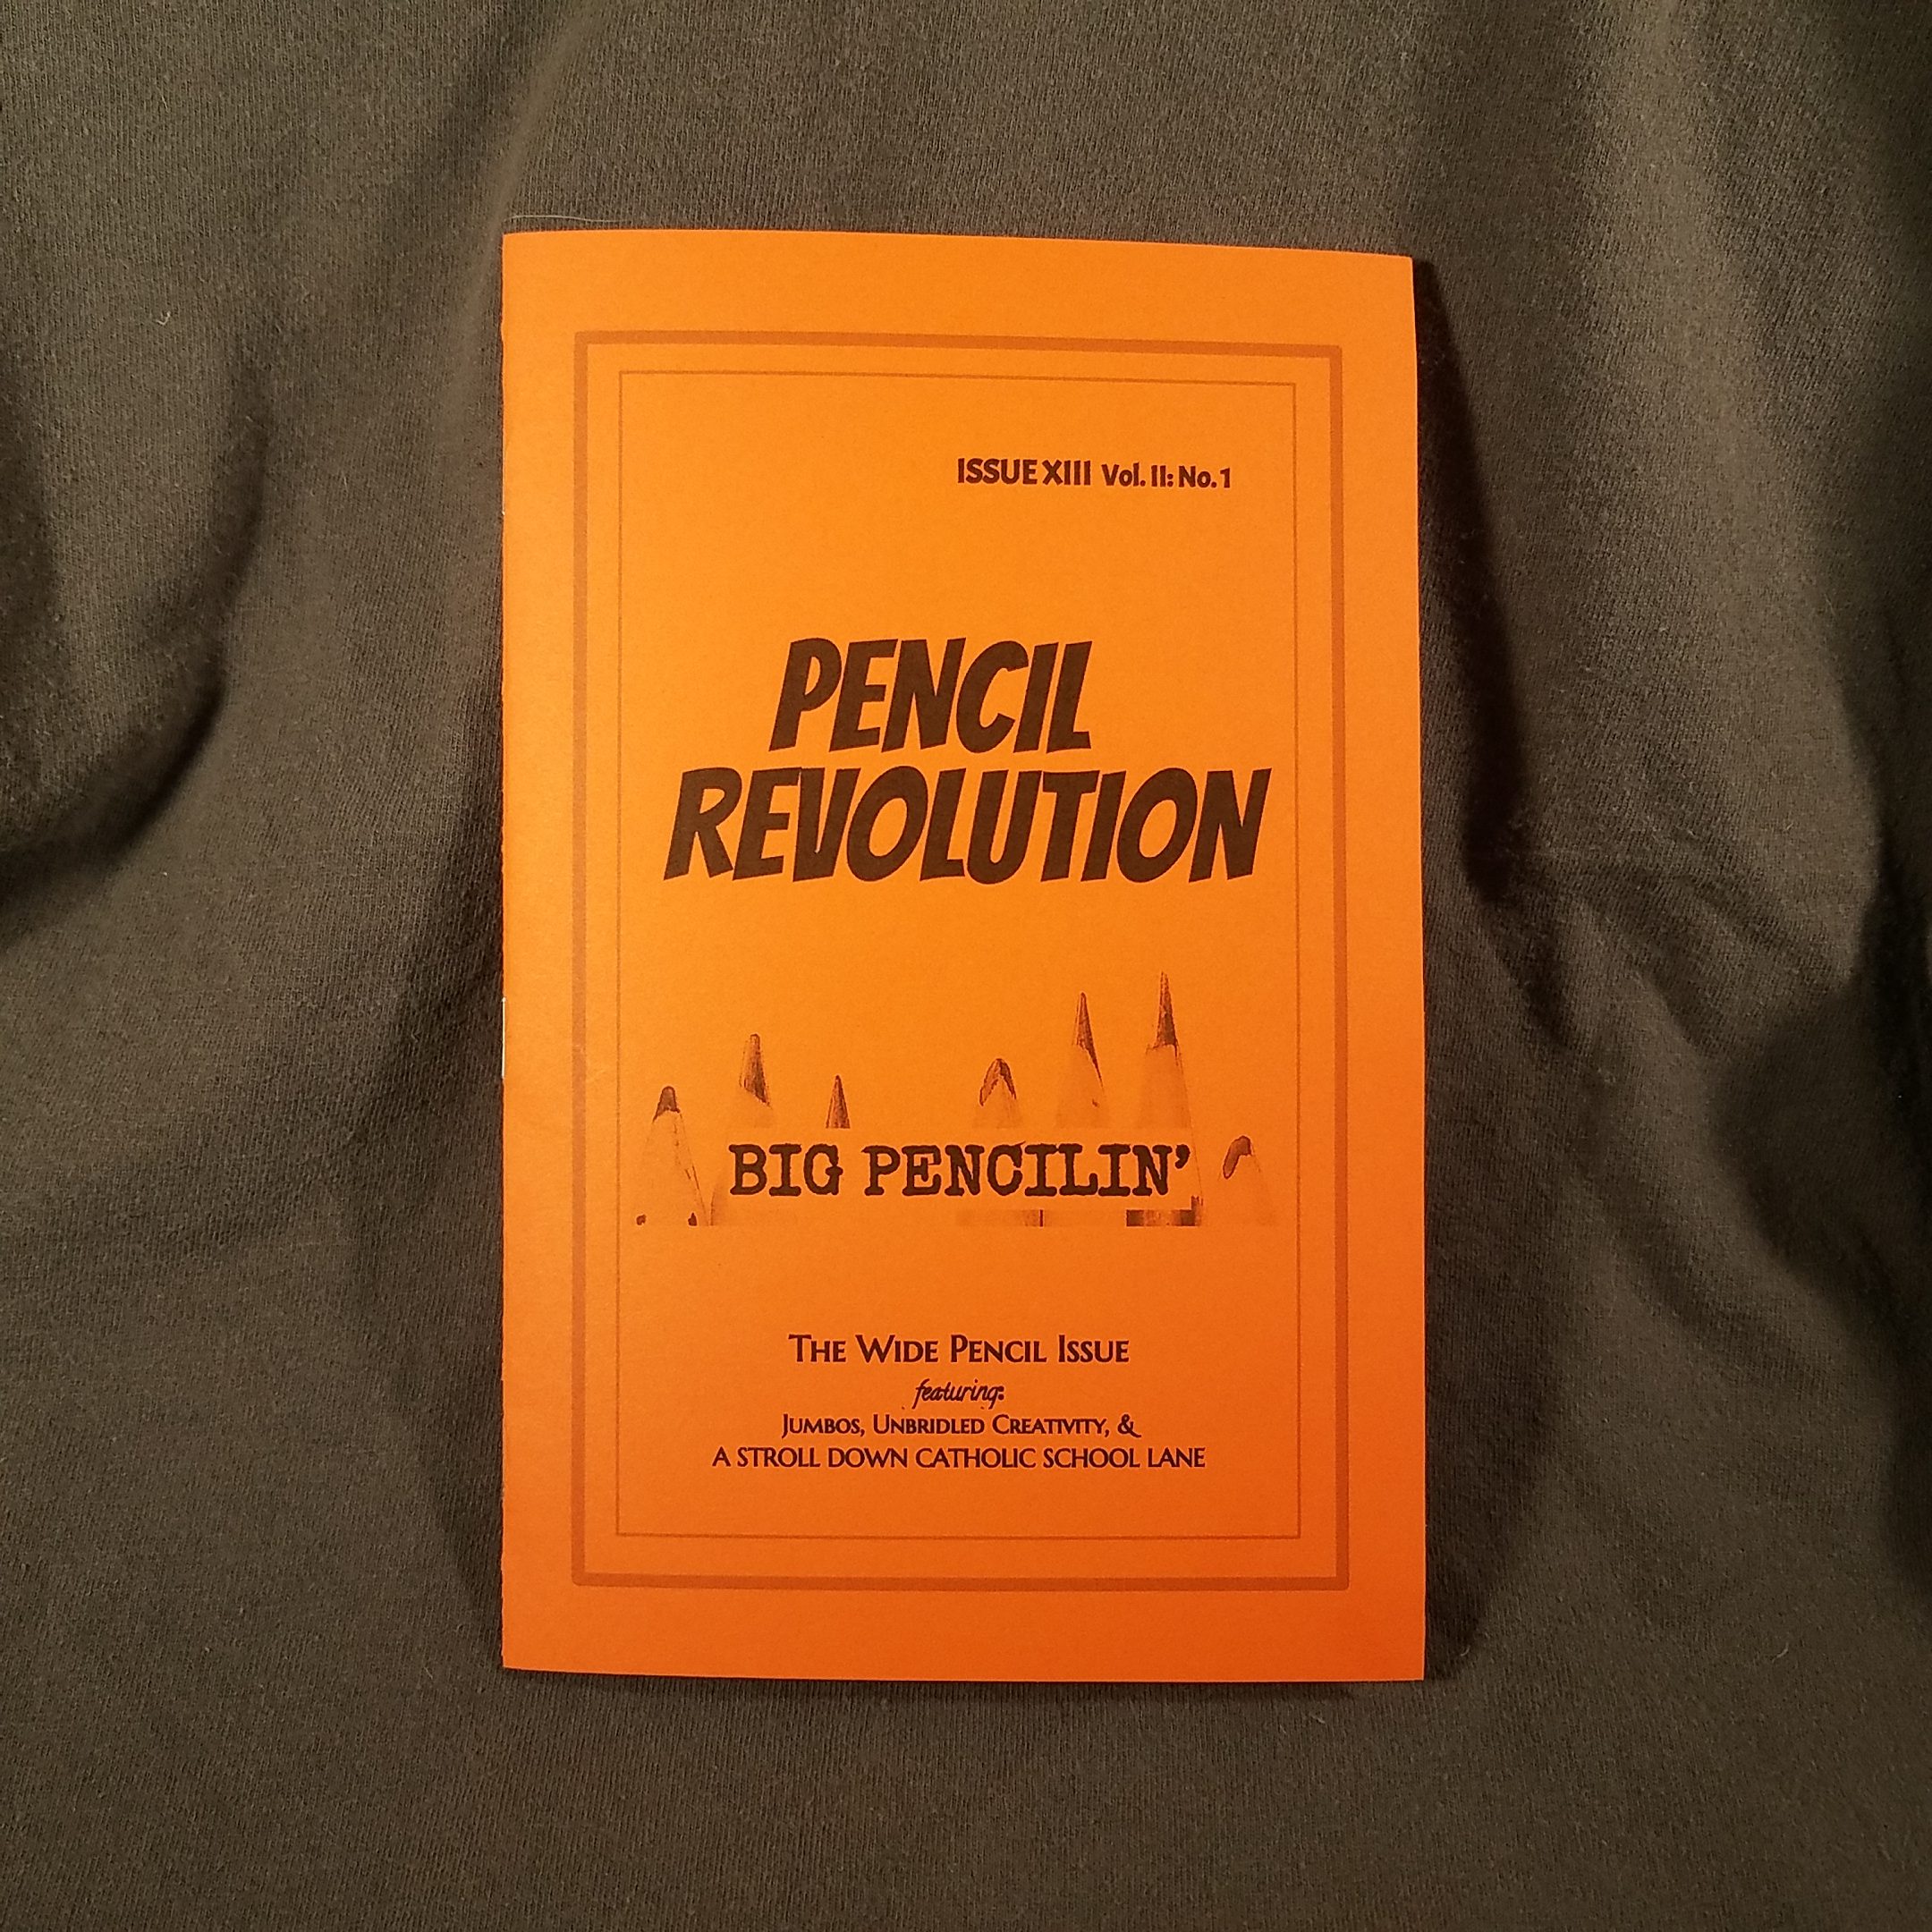 ISSUE XIII Vol. II: No. 1
PENCIL
REVOLUTION
BIG PENCILIN’
THE WIDE PENCIL ISSUE
featuring:
JUMBOS, UNBRIDLED CREATIVITY, &
A STROLL DOWN CATHOLIC SCHOOL LANE